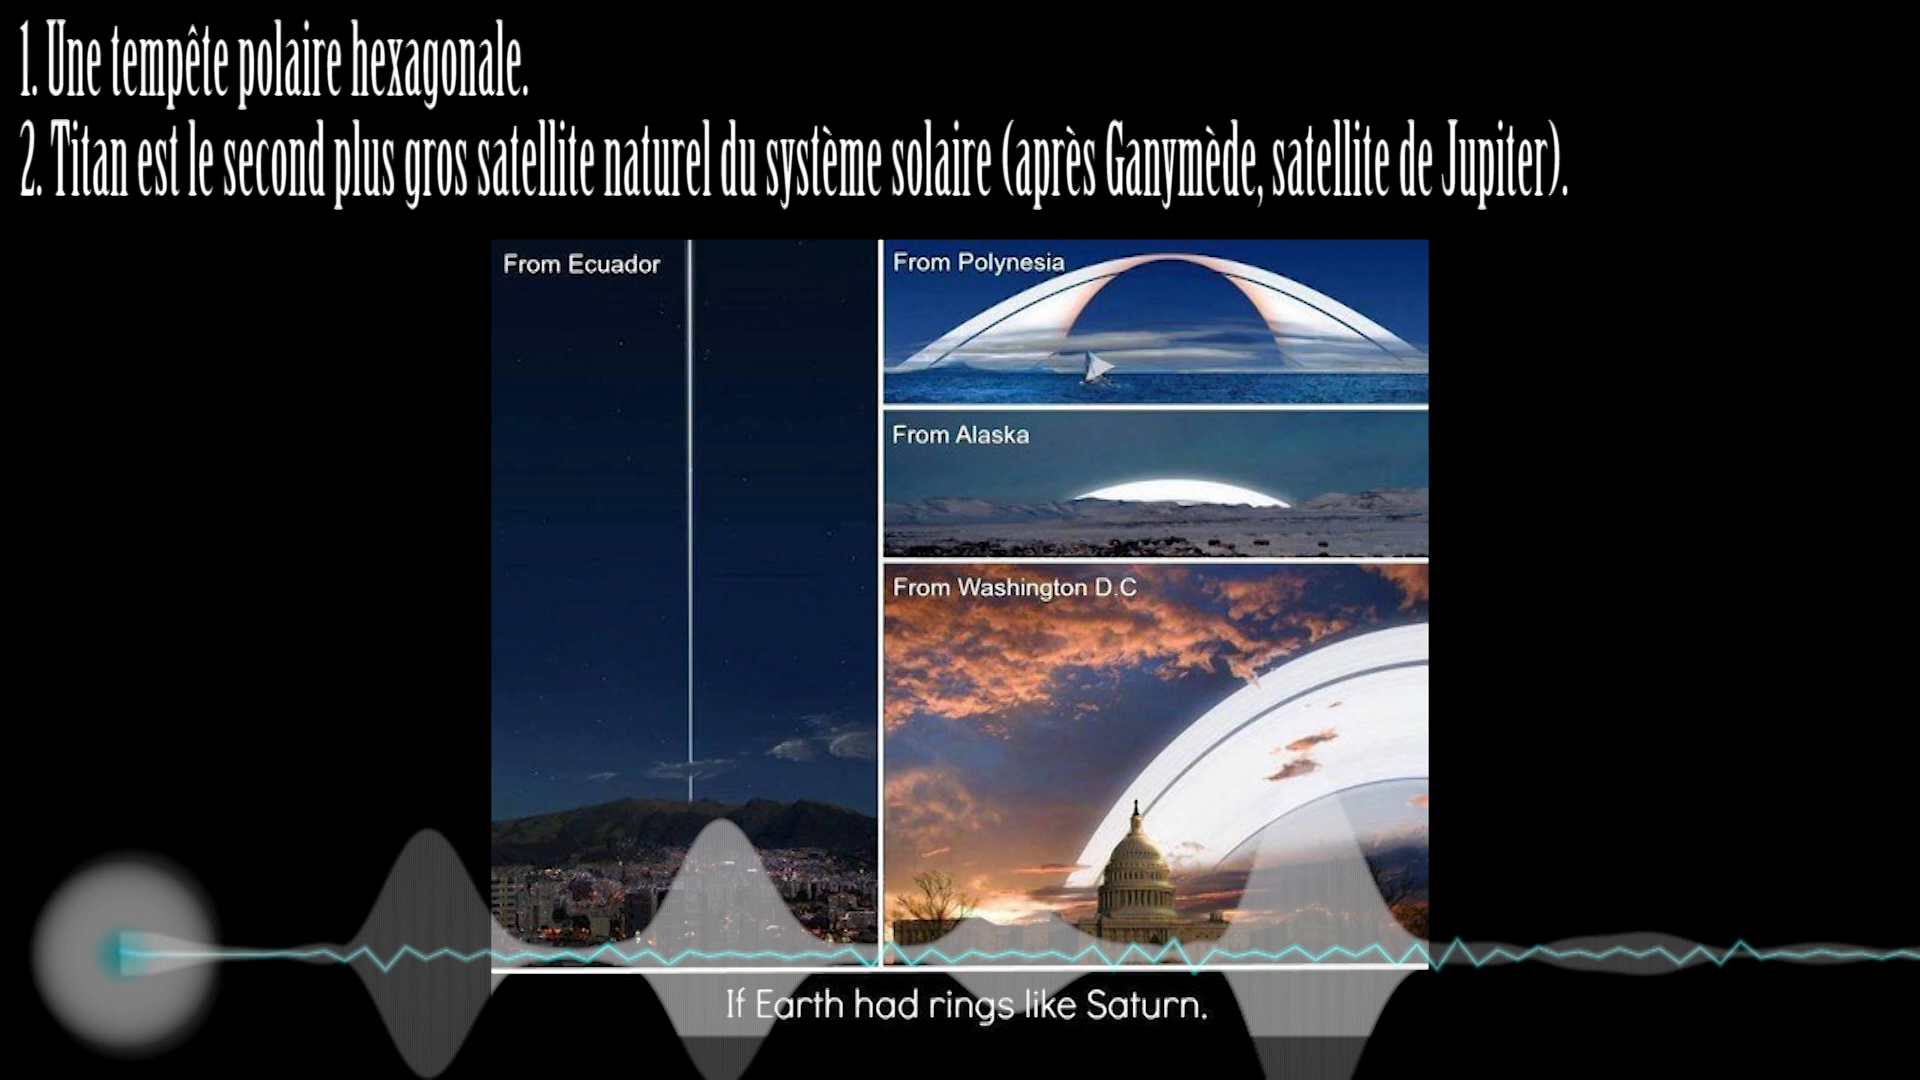 1. Une tempête polaire hexagonale.
2. Titan est le second plus gros satellite naturel du système solaire (après Ganymède, satellite de Jupiter).
From Ecuador
From Polynesia
From Alaska
From Washington D.C
If Earth had rings like Saturn.